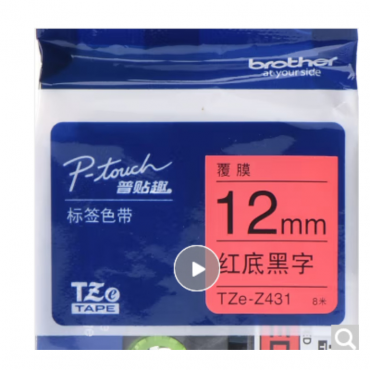 brother
at your side
P-touch
普贴趣
标签色带
TZe
TAPE
覆膜
12mm
红底黑字
TZe-Z431 8米